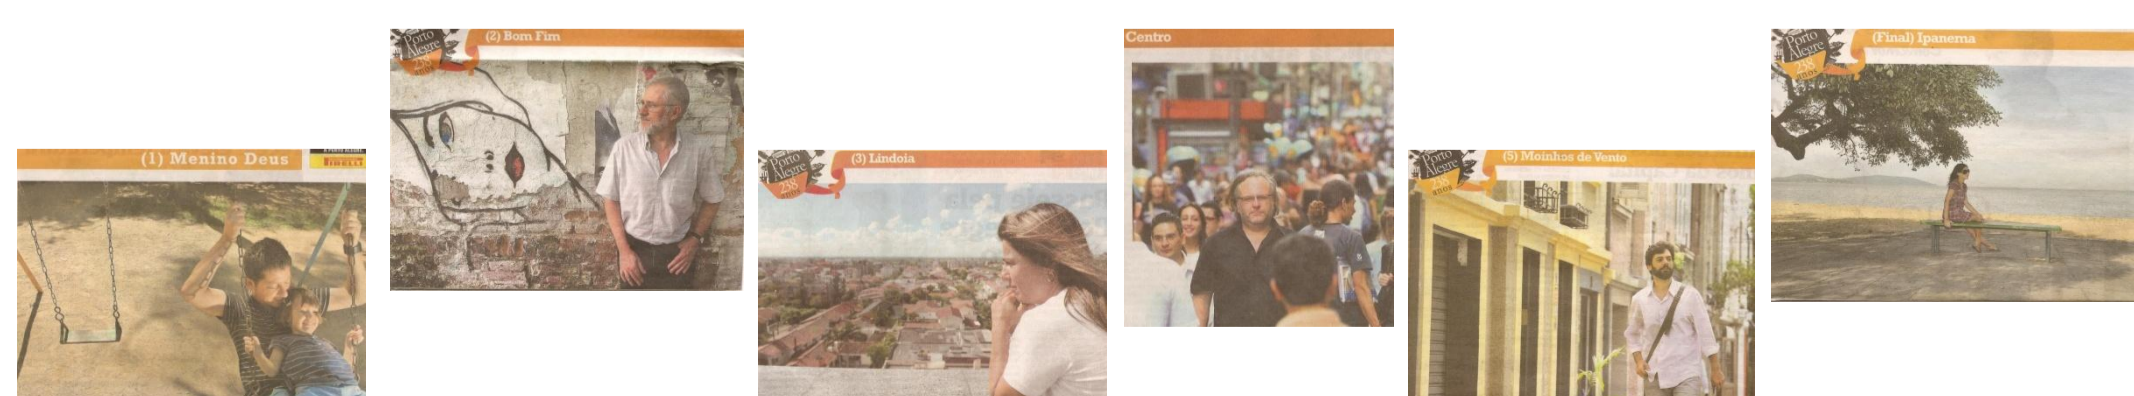 (1) Menino Deus
PIRELLI
Porto
Alegre
238
anos
(2) Bom Fim
Porto
Alegre
238
anos
(3) Lindoia
Centro
Porto
Alegre
238
anos
(5) Moinhos de Vento
Porto
Alegre
238
anos
(Final) Ipanema